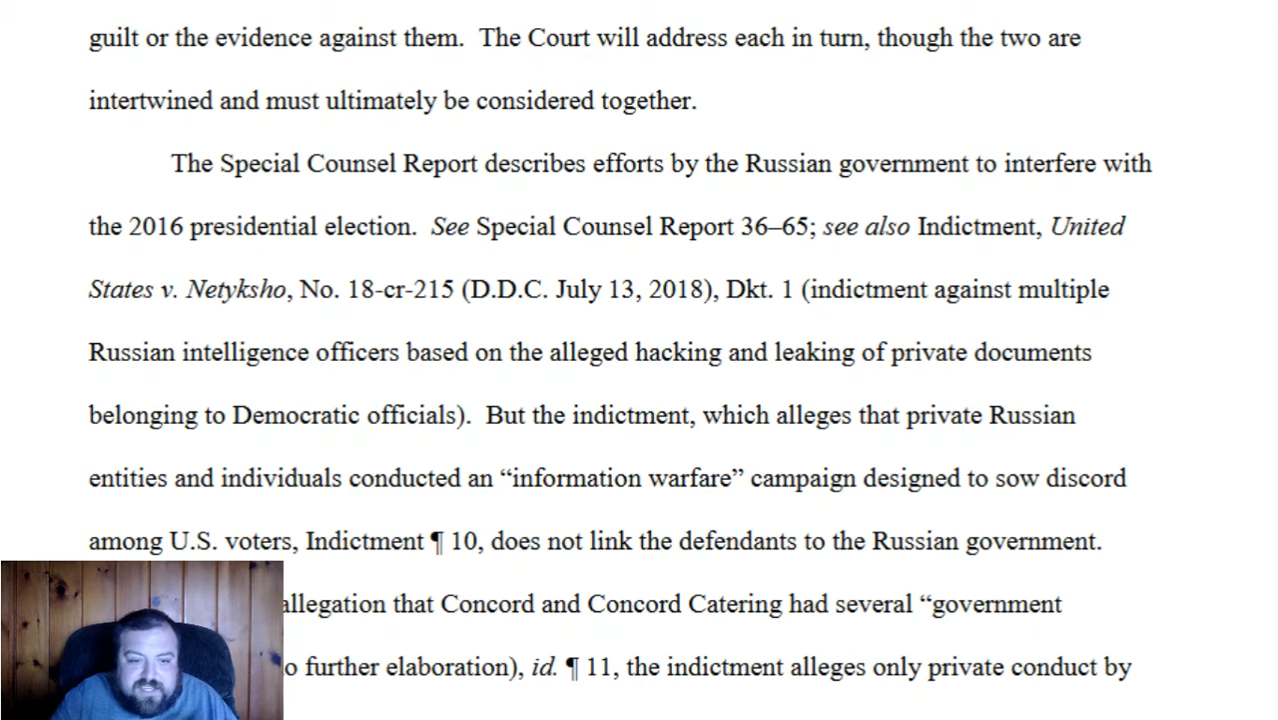 guilt or the evidence against them.  The Court will address each in turn, though the two are
intertwined and must ultimately be considered together.
The Special Counsel Report describes efforts by the Russian government to interfere with
the 2016 presidential election.  See Special Counsel Report 36–65; see also Indictment, United
States v. Netyksho, No. 18-cr-215 (D.D.C. July 13, 2018), Dkt. 1 (indictment against multiple
Russian intelligence officers based on the alleged hacking and leaking of private documents
belonging to Democratic officials).  But the indictment, which alleges that private Russian
entities and individuals conducted an “information warfare” campaign designed to sow discord
among U.S. voters, Indictment ¶ 10, does not link the defendants to the Russian government.
allegation that Concord and Concord Catering had several “government
further elaboration), id. ¶ 11, the indictment alleges only private conduct by